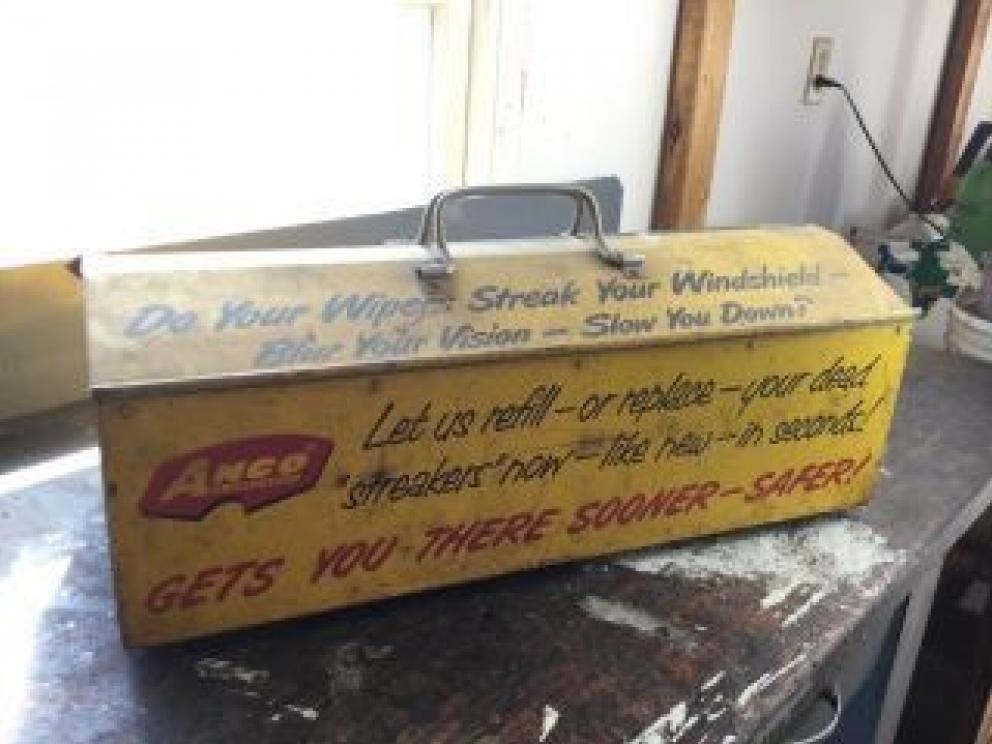 Do Your Wipers Streak Your Windshield —
Blur Your Vision — Slow You Down?
Let us refill — or replace — your dead
"streakers" now — like new — in seconds!
ANCO
GETS YOU THERE SOONER — SAFER!